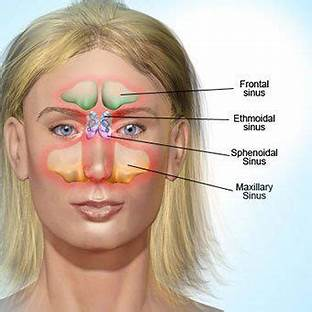 Frontal
sinus
Ethmoidal
sinus
Sphenoidal
Sinus
Maxillary
Sinus